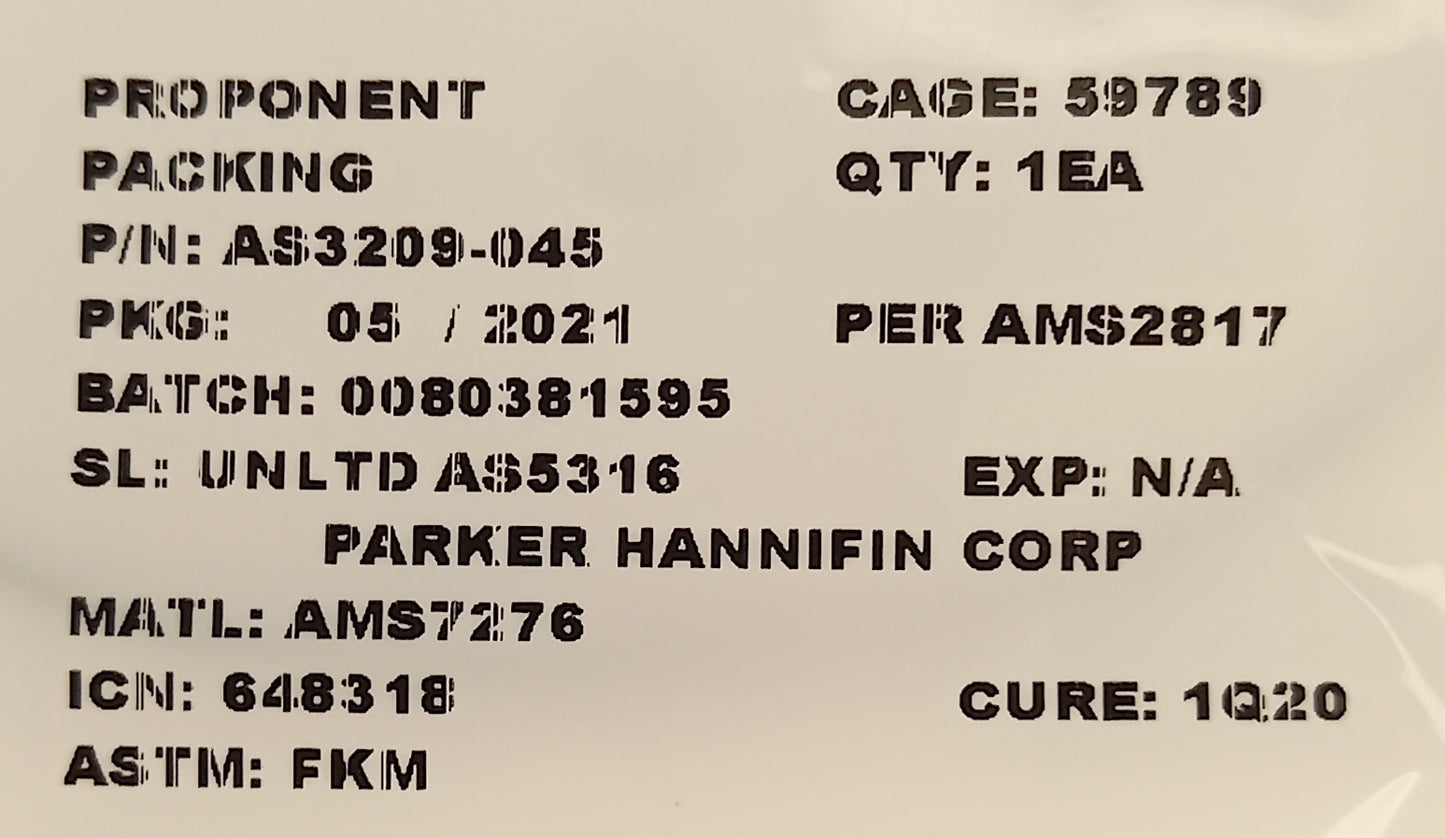 PROPONENT CAGE: 59789
PACKING QTY: 1EA
P/N: AS3209-045
PKG: 05 / 2021 PER AMS2817
BATCH: 0080381595
SL: UNLTD AS5316 EXP: N/A
PARKER HANNIFIN CORP
MATL: AMS7276
ICN: 648318 CURE: 1Q20
ASTM: FKM